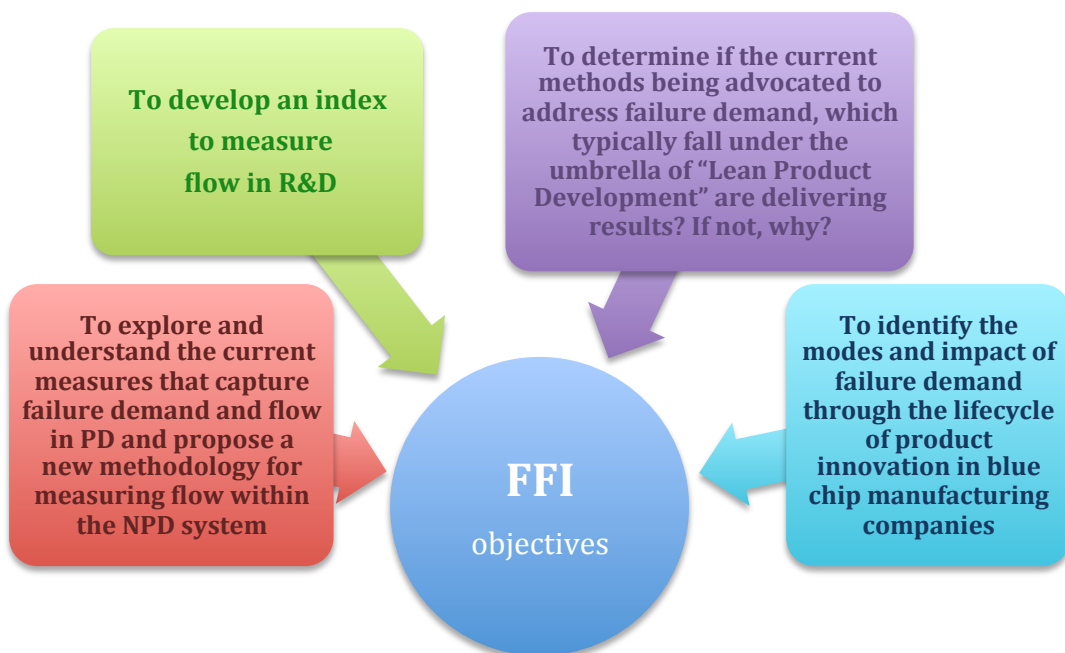 To develop an index
to measure
flow in R&D
To determine if the current
methods being advocated to
address failure demand, which
typically fall under the
umbrella of “Lean Product
Development” are delivering
results? If not, why?
To explore and
understand the current
measures that capture
failure demand and flow
in PD and propose a
new methodology for
measuring flow within
the NPD system
To identify the
modes and impact of
failure demand
through the lifecycle
of product
innovation in blue
chip manufacturing
companies
FFI
objectives